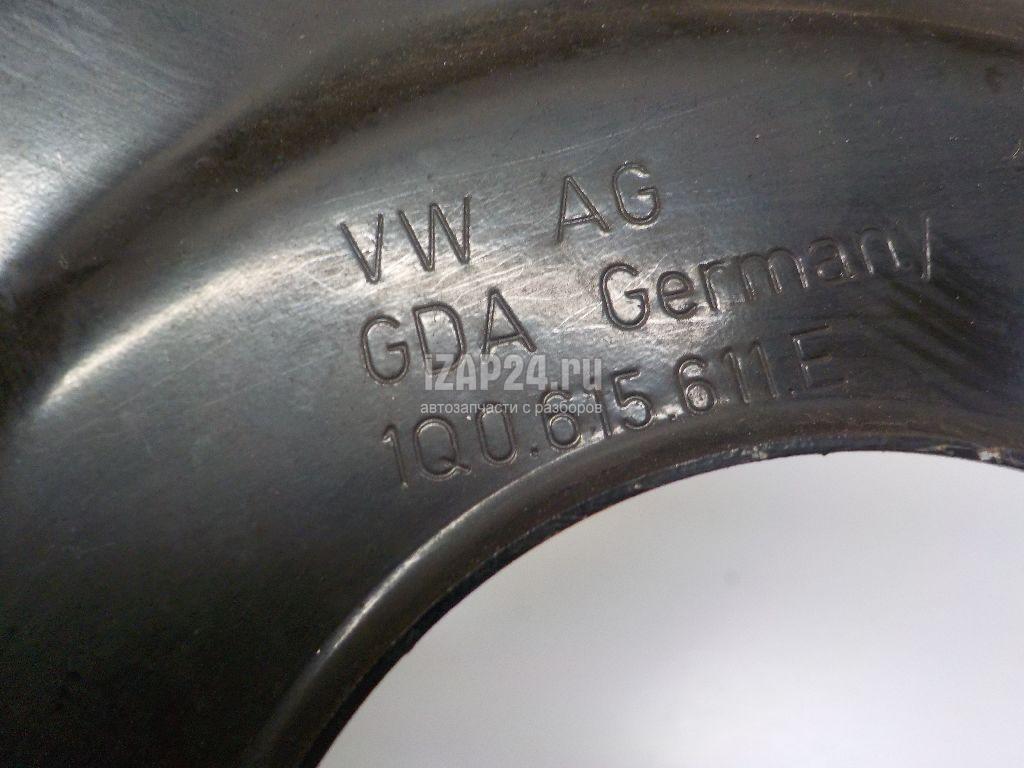 VW AG
GDA Germany
iZAP24.ru
автозапчасти с разборов
1Q0.615.611.E